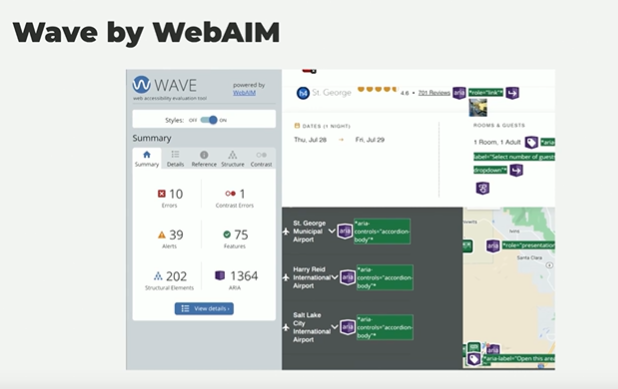 Wave by WebAIM
WAVE
powered by
WebAIM
web accessibility evaluation tool
Styles: OFF ON
Summary
Summary Details Reference Structure Contrast
10
Errors
1
Contrast Errors
39
Alerts
75
Features
202
Structural Elements
1364
ARIA
View details ›
St. George
4.6 • 701 Reviews
aria
*role="link"*
DATES (1 NIGHT)
Thu, Jul 28 → Fri, Jul 29
ROOMS & GUESTS
1 Room, 1 Adult
*aria-
label="Select number of guest
dropdown"*
St. George
Municipal
Airport
aria
*aria-
controls="accordion-
body"*
Harry Reid
International
Airport
aria
*aria-
controls="accordion-
body"*
Salt Lake
City
International
Airport
aria
*aria-
controls="accordion-
body"*
aria
*role="presentation
Santa Clara
aria
*aria-label="Open this area